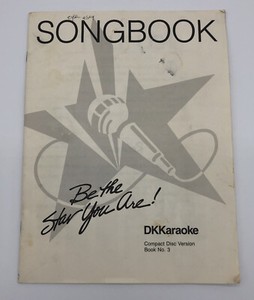 SONGBOOK
Be the
Star You Are!
DKKaraoke
Compact Disc Version
Book No. 3